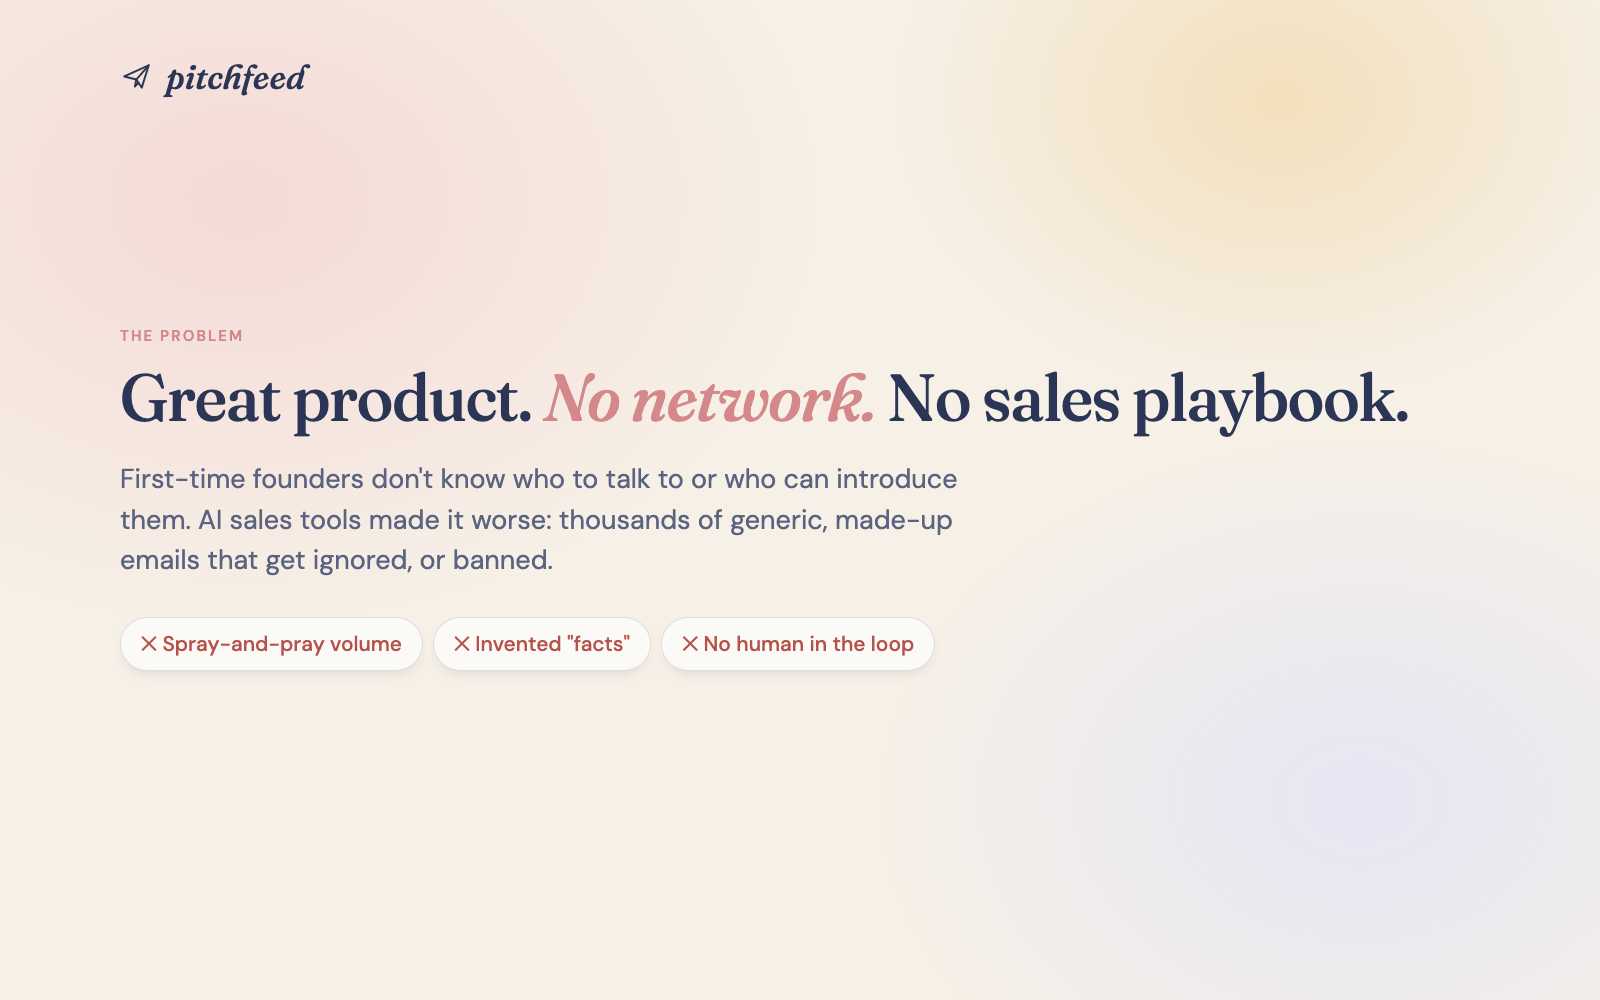 pitchfeed
THE PROBLEM
Great product. No network. No sales playbook.
First-time founders don't know who to talk to or who can introduce
them. AI sales tools made it worse: thousands of generic, made-up
emails that get ignored, or banned.
Spray-and-pray volume
Invented "facts"
No human in the loop